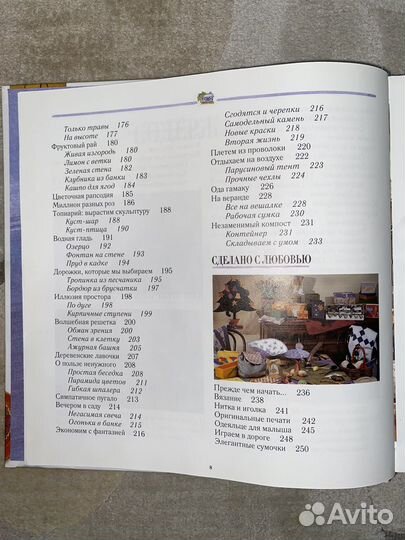 Только травы 176
На высоте 177
Фруктовый рай 180
Живая изгородь 180
Лимон с ветки 180
Зеленая стена 182
Клубника из банки 183
Кашпо для ягод 184
Цветочная рапсодия 185
Миллион разных роз 186
Топиарий: вырастим скульптуру 188
Куст-шар 188
Куст-птица 190
Водная гладь 191
Озерцо 192
Фонтан на стене 193
Пруд в кадке 194
Дорожки, которые мы выбираем 195
Тропинка из песчаника 195
Бордюр из брусчатки 197
Иллюзия простора 198
По дуге 198
Кирпичные ступени 199
Волшебная решетка 200
Обман зрения 200
Стена в клетку 203
Ажурная башня 205
Деревенские лавочки 207
О пользе ненужного 208
Простая беседка 208
Пирамида цветов 211
Гибкая шпалера 212
Симпатичное пугало 213
Вечером в саду 214
Негасимая свеча 214
Огоньки в банке 215
Экономим с фантазией 216
Сгодятся и черепки 216
Самодельный камень 217
Новые краски 218
Вторая жизнь 219
Плетем из проволоки 220
Отдыхаем на воздухе 222
Парусиновый тент 223
Прочные чехлы 224
Ода гамаку 226
На веранде 228
Все на вешалке 228
Рабочая сумка 230
Незаменимый компост 231
Контейнер 231
Складываем с умом 233
СДЕЛАНО С ЛЮБОВЬЮ
Прежде чем начать... 236
Вязание 238
Нитка и иголка 241
Оригинальные печати 242
Одеяльце для малыша 245
Играем в дороге 248
Элегантные сумочки 250
8
Avito